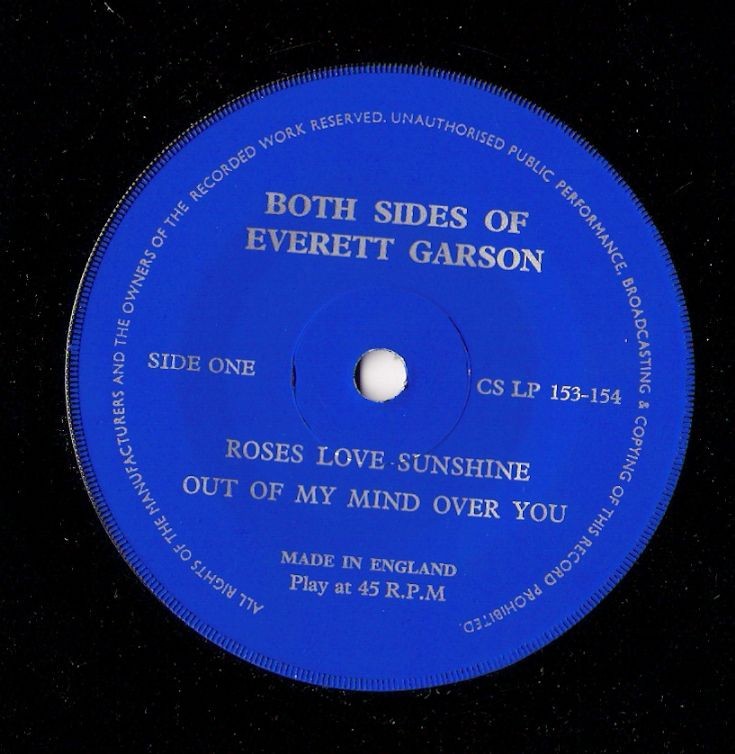 ALL RIGHTS OF THE MANUFACTURERS AND THE OWNERS OF THE RECORDED WORK RESERVED. UNAUTHORISED PUBLIC PERFORMANCE, BROADCASTING & COPYING OF THIS RECORD PROHIBITED.
BOTH SIDES OF
EVERETT GARSON
SIDE ONE
CS LP 153-154
ROSES LOVE SUNSHINE
OUT OF MY MIND OVER YOU
MADE IN ENGLAND
Play at 45 R.P.M